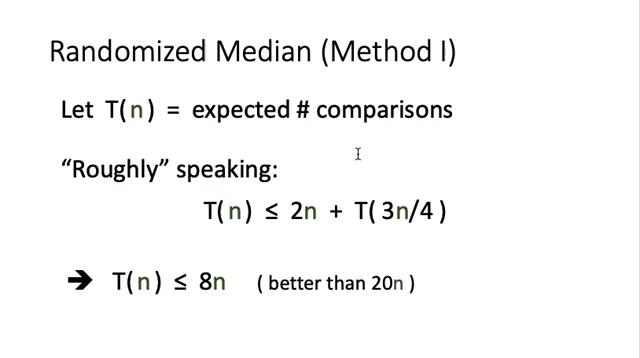 Randomized Median (Method I)
Let T(n) = expected # comparisons
“Roughly” speaking:
T(n) ≤ 2n + T(3n/4)
➔ T(n) ≤ 8n (better than 20n)